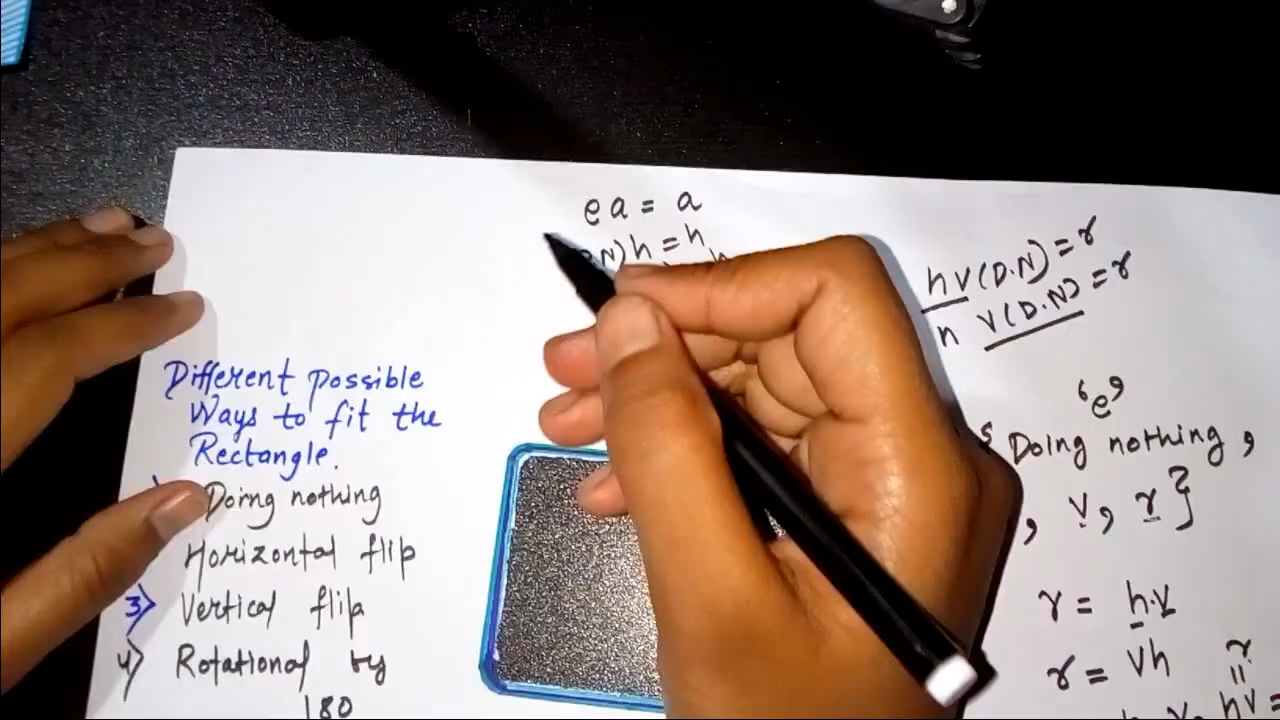 ea = a
N) h = h
hv(D.N) = r
h v(D.N) = r
Different possible
Ways to fit the
Rectangle.
Doing nothing
Horizontal flip
3) Vertical flip
4) Rotational by
180
'e'
Doing nothing,
, v, r}
r = h.v
r = vh
r
=
hv =